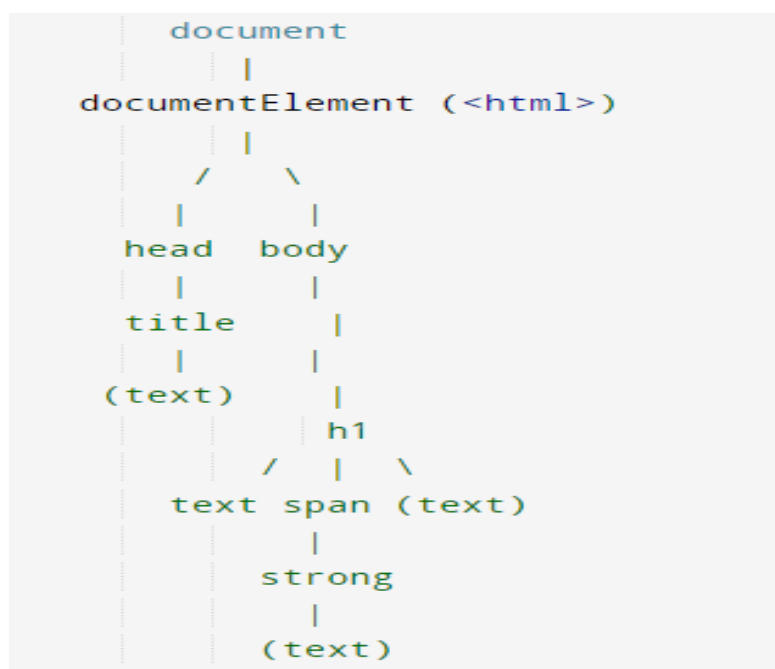 document
|
documentElement (<html>)
|
/ \
| |
head body
| |
title |
| |
(text) |
h1
/ | \
text span (text)
|
strong
|
(text)